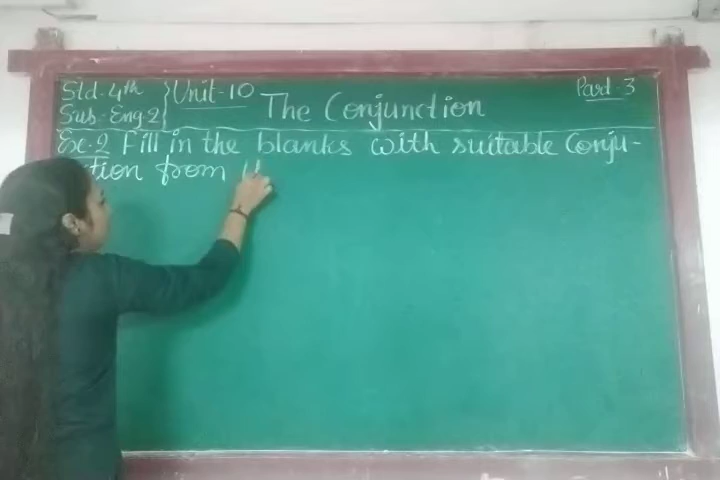 Std. 4th
Sub. Eng. 2
Unit-10
The Conjunction
Part-3
Ex. 2 Fill in the blanks with suitable Conju-
tion from